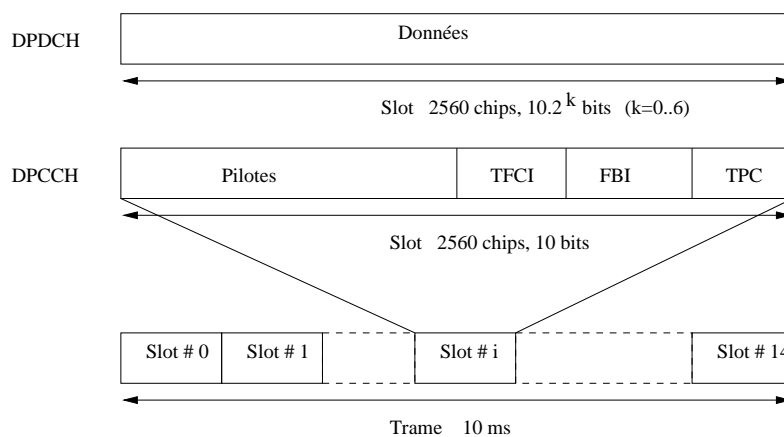 DPDCH Données
Slot 2560 chips, 10.2^k bits (k=0..6)
DPCCH Pilotes TFCI FBI TPC
Slot 2560 chips, 10 bits
Slot # 0 Slot # 1 Slot # i Slot # 14
Trame 10 ms